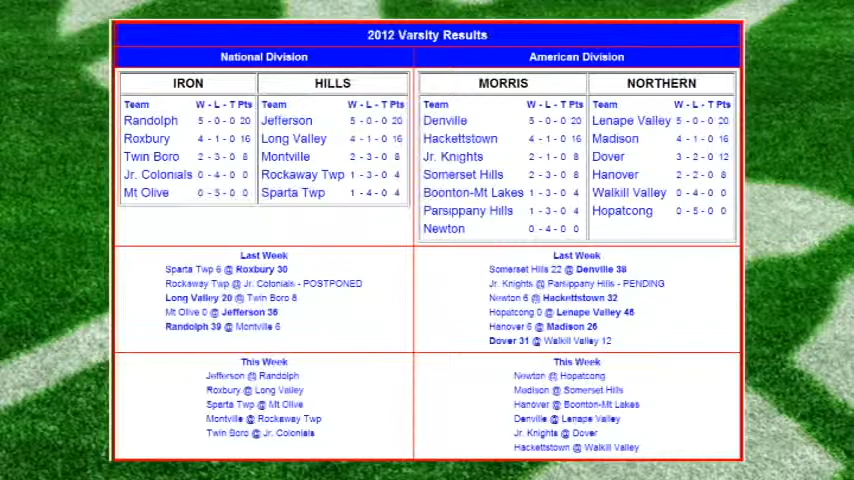 2012 Varsity Results
National Division
American Division
IRON
HILLS
MORRIS
NORTHERN
Team W - L - T Pts
Randolph 5 - 0 - 0 20
Roxbury 4 - 1 - 0 16
Twin Boro 2 - 3 - 0 8
Jr. Colonials 0 - 4 - 0 0
Mt Olive 0 - 5 - 0 0
Team W - L - T Pts
Jefferson 5 - 0 - 0 20
Long Valley 4 - 1 - 0 16
Montville 2 - 3 - 0 8
Rockaway Twp 1 - 3 - 0 4
Sparta Twp 1 - 4 - 0 4
Team W - L - T Pts
Denville 5 - 0 - 0 20
Hackettstown 4 - 1 - 0 16
Jr. Knights 2 - 1 - 0 8
Somerset Hills 2 - 3 - 0 8
Boonton-Mt Lakes 1 - 3 - 0 4
Parsippany Hills 1 - 3 - 0 4
Newton 0 - 4 - 0 0
Team W - L - T Pts
Lenape Valley 5 - 0 - 0 20
Madison 4 - 1 - 0 16
Dover 3 - 2 - 0 12
Hanover 2 - 2 - 0 8
Walkill Valley 0 - 4 - 0 0
Hopatcong 0 - 5 - 0 0
Last Week
Sparta Twp 6 @ Roxbury 30
Rockaway Twp @ Jr. Colonials - POSTPONED
Long Valley 20 @ Twin Boro 8
Mt Olive 0 @ Jefferson 36
Randolph 39 @ Montville 6
Last Week
Somerset Hills 22 @ Denville 38
Jr. Knights @ Parsippany Hills - PENDING
Newton 6 @ Hackettstown 32
Hopatcong 0 @ Lenape Valley 46
Hanover 6 @ Madison 26
Dover 31 @ Walkill Valley 12
This Week
Jefferson @ Randolph
Roxbury @ Long Valley
Sparta Twp @ Mt Olive
Montville @ Rockaway Twp
Twin Boro @ Jr. Colonials
This Week
Newton @ Hopatcong
Madison @ Somerset Hills
Hanover @ Boonton-Mt Lakes
Denville @ Lenape Valley
Jr. Knights @ Dover
Hackettstown @ Walkill Valley